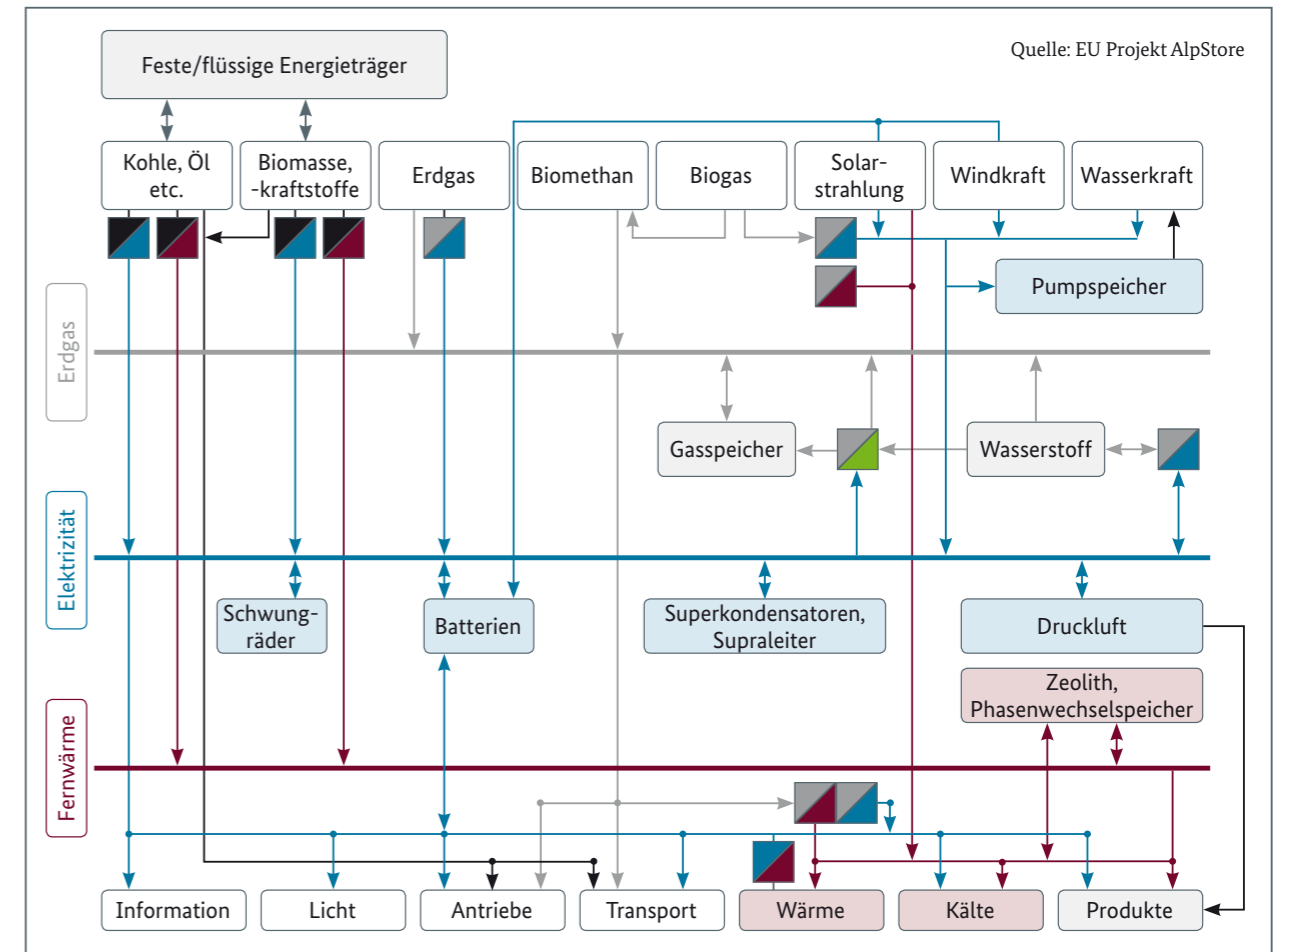 Quelle: EU Projekt AlpStore
Feste/flüssige Energieträger
Kohle, Öl
etc.
Biomasse,
-kraftstoffe
Erdgas
Biomethan
Biogas
Solar-
strahlung
Windkraft
Wasserkraft
Pumpspeicher
Erdgas
Gasspeicher
Wasserstoff
Elektrizität
Schwung-
räder
Batterien
Superkondensatoren,
Supraleiter
Druckluft
Zeolith,
Phasenwechselspeicher
Fernwärme
Information
Licht
Antriebe
Transport
Wärme
Kälte
Produkte